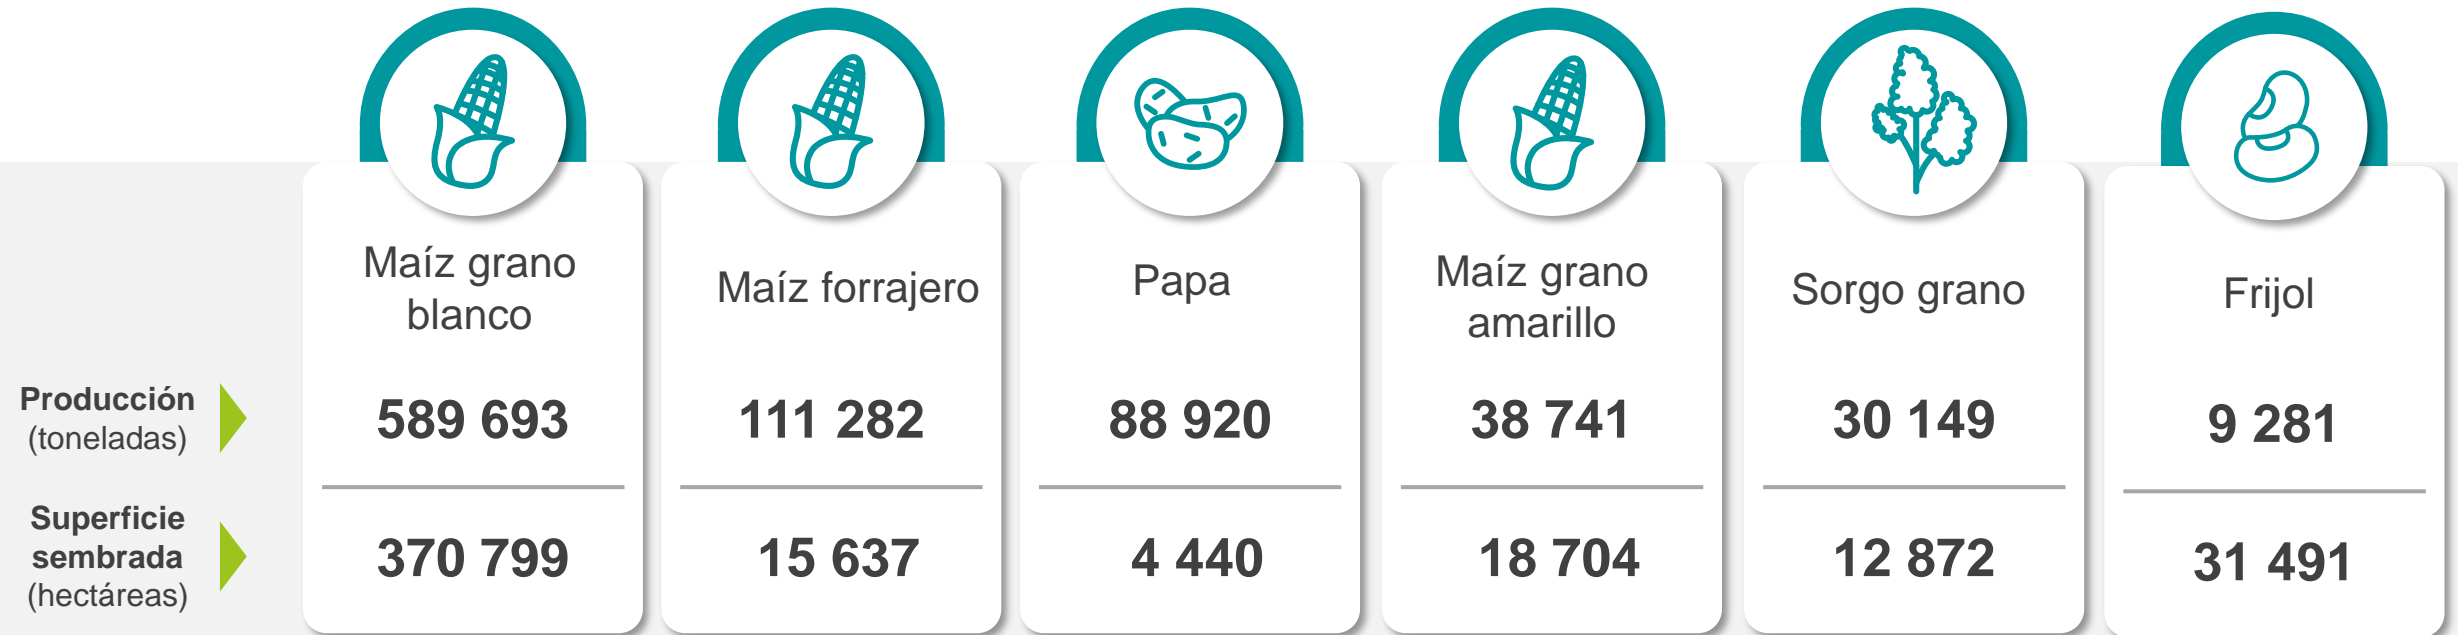 Maíz grano
blanco
Maíz forrajero
Papa
Maíz grano
amarillo
Sorgo grano
Frijol
Producción
(toneladas)
589 693
111 282
88 920
38 741
30 149
9 281
Superficie
sembrada
(hectáreas)
370 799
15 637
4 440
18 704
12 872
31 491